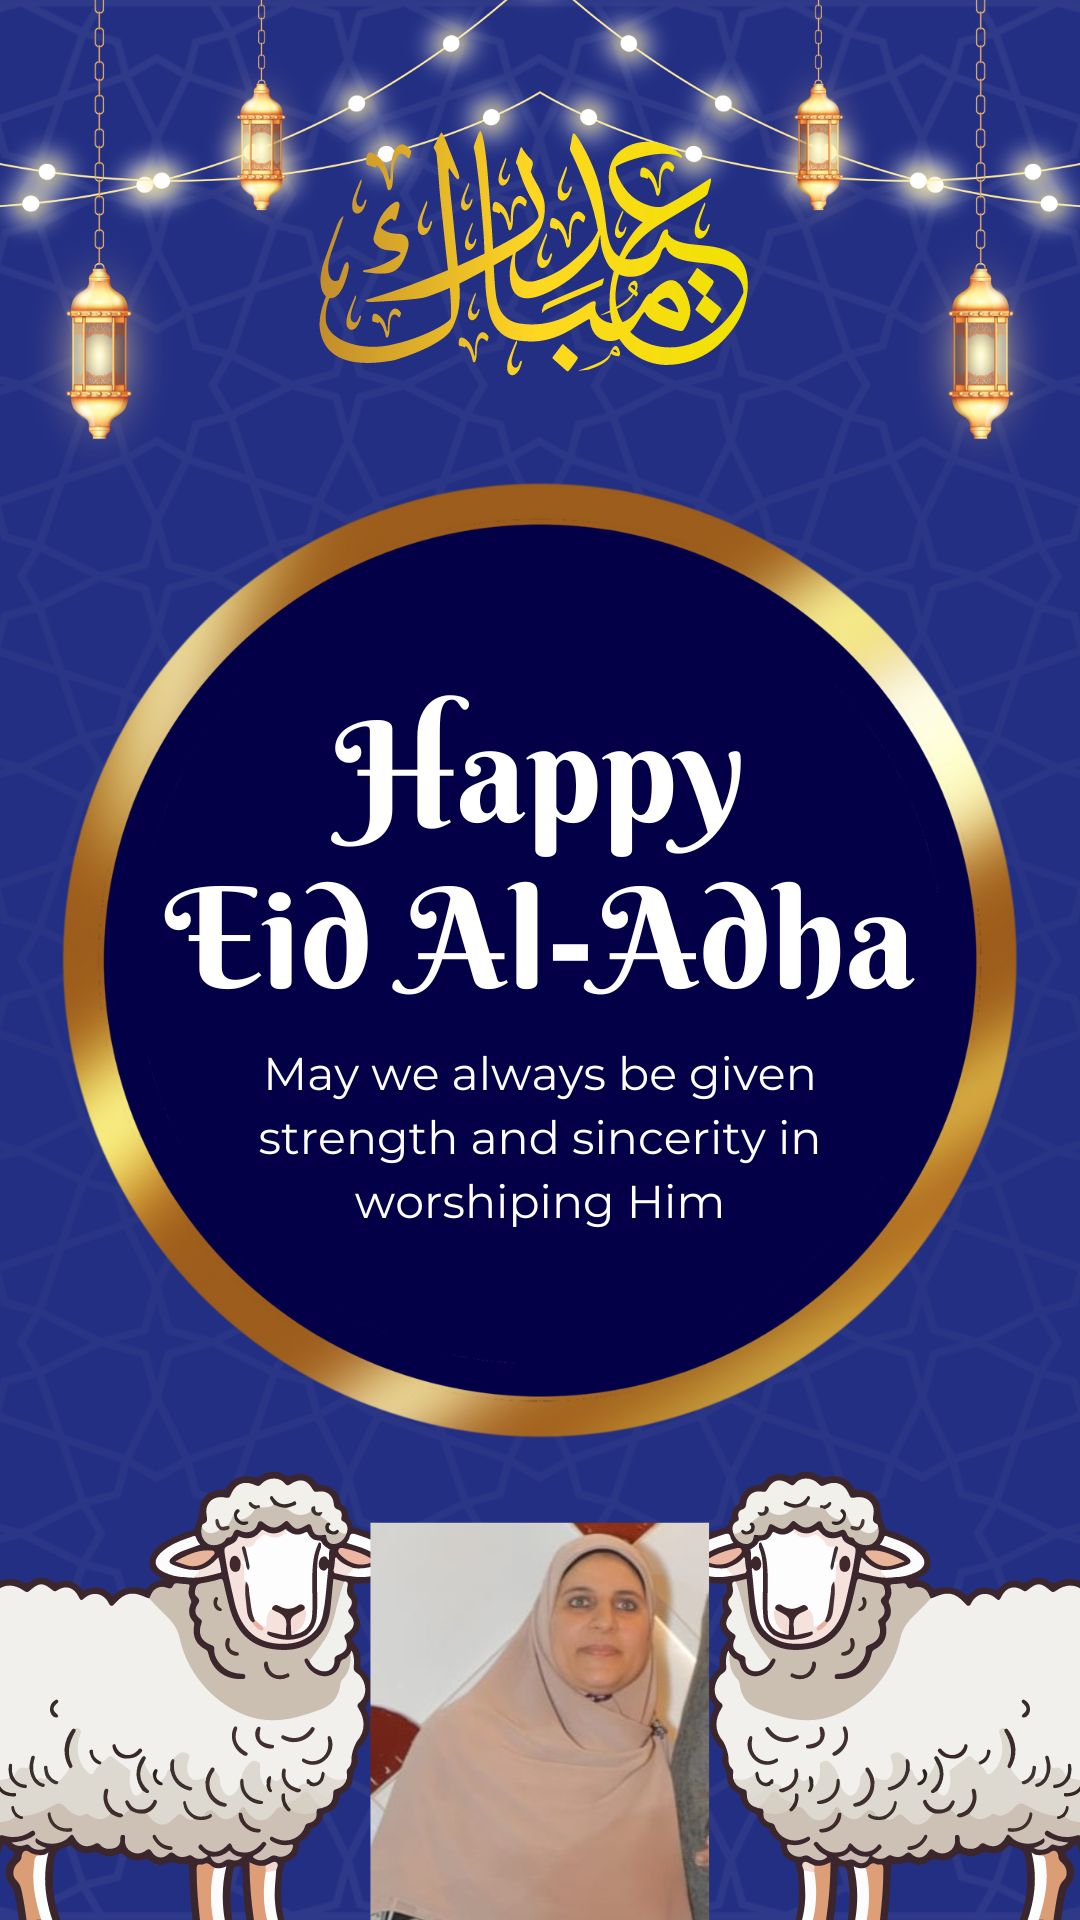 عيد مبارك
Happy
Eid Al-Adha
May we always be given
strength and sincerity in
worshiping Him